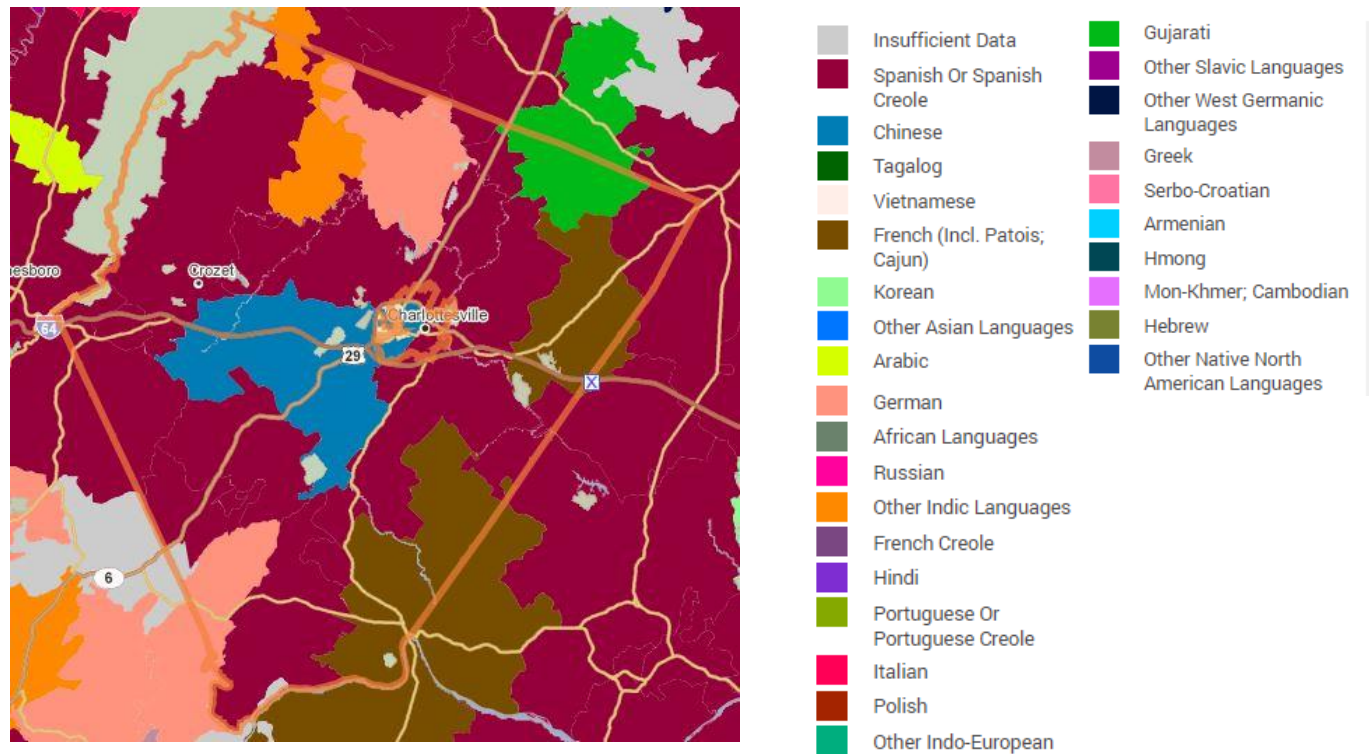 nesboro
Crozet
64
Charlottesville
29
X
6
Insufficient Data
Spanish Or Spanish
Creole
Chinese
Tagalog
Vietnamese
French (Incl. Patois;
Cajun)
Korean
Other Asian Languages
Arabic
German
African Languages
Russian
Other Indic Languages
French Creole
Hindi
Portuguese Or
Portuguese Creole
Italian
Polish
Other Indo-European
Gujarati
Other Slavic Languages
Other West Germanic
Languages
Greek
Serbo-Croatian
Armenian
Hmong
Mon-Khmer; Cambodian
Hebrew
Other Native North
American Languages